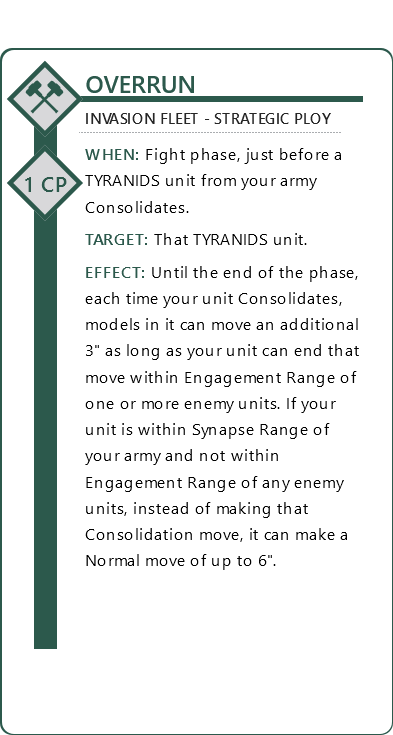 OVERRUN
INVASION FLEET - STRATEGIC PLOY
1 CP
WHEN: Fight phase, just before a
TYRANIDS unit from your army
Consolidates.
TARGET: That TYRANIDS unit.
EFFECT: Until the end of the phase,
each time your unit Consolidates,
models in it can move an additional
3" as long as your unit can end that
move within Engagement Range of
one or more enemy units. If your
unit is within Synapse Range of
your army and not within
Engagement Range of any enemy
units, instead of making that
Consolidation move, it can make a
Normal move of up to 6".